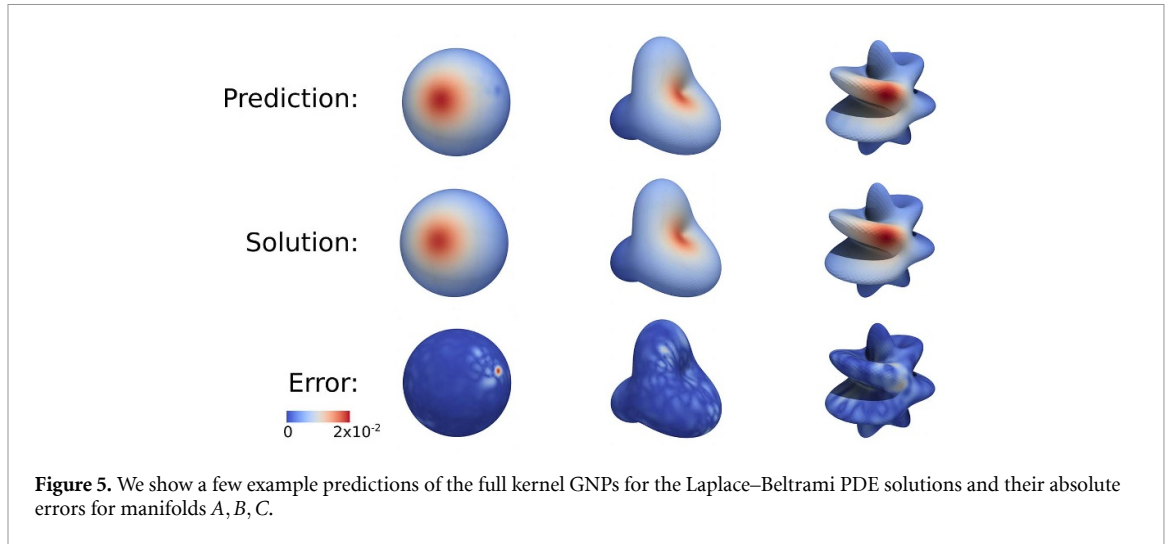 Prediction:
Solution:
Error:
0 2x10⁻²
Figure 5. We show a few example predictions of the full kernel GNPs for the Laplace–Beltrami PDE solutions and their absolute
errors for manifolds A, B, C.